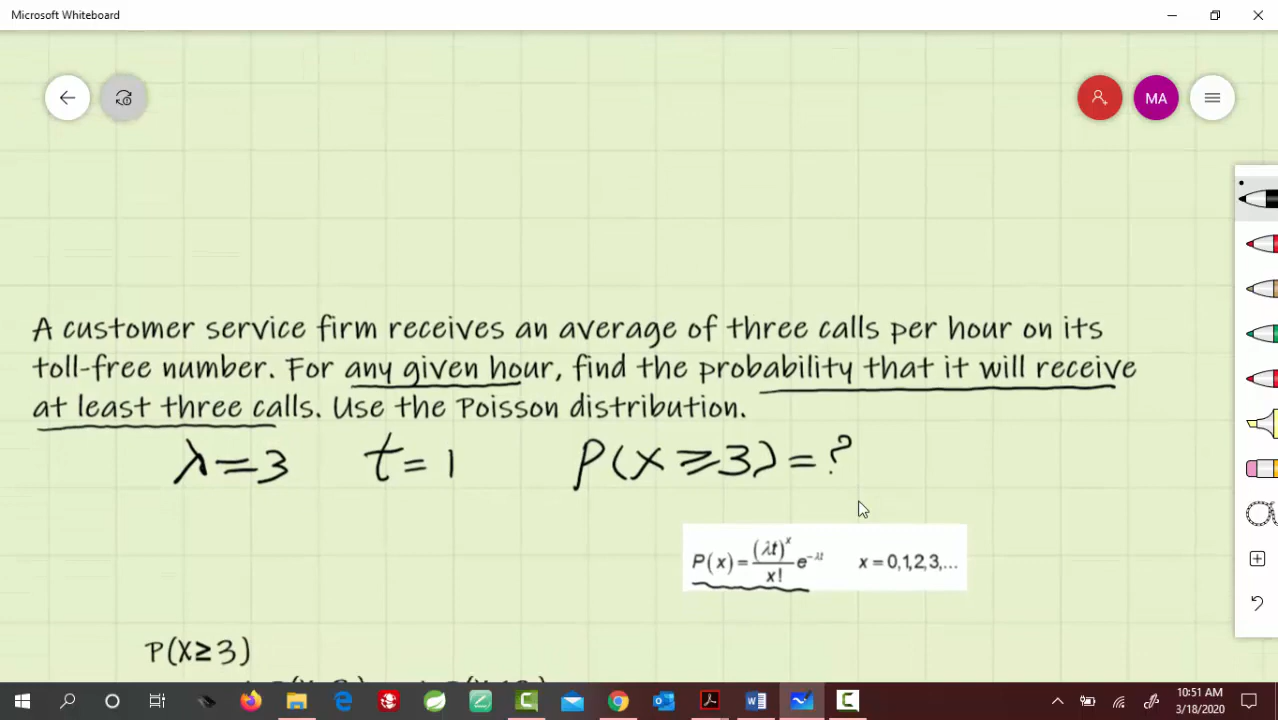 Microsoft Whiteboard
MA
A customer service firm receives an average of three calls per hour on its
toll-free number. For any given hour, find the probability that it will receive
at least three calls. Use the Poisson distribution.
λ=3 t=1 P(x≥3)=?
P(x)=(λt)^x/x! e^-λt x=0,1,2,3,...
P(X≥3)
10:51 AM
3/18/2020